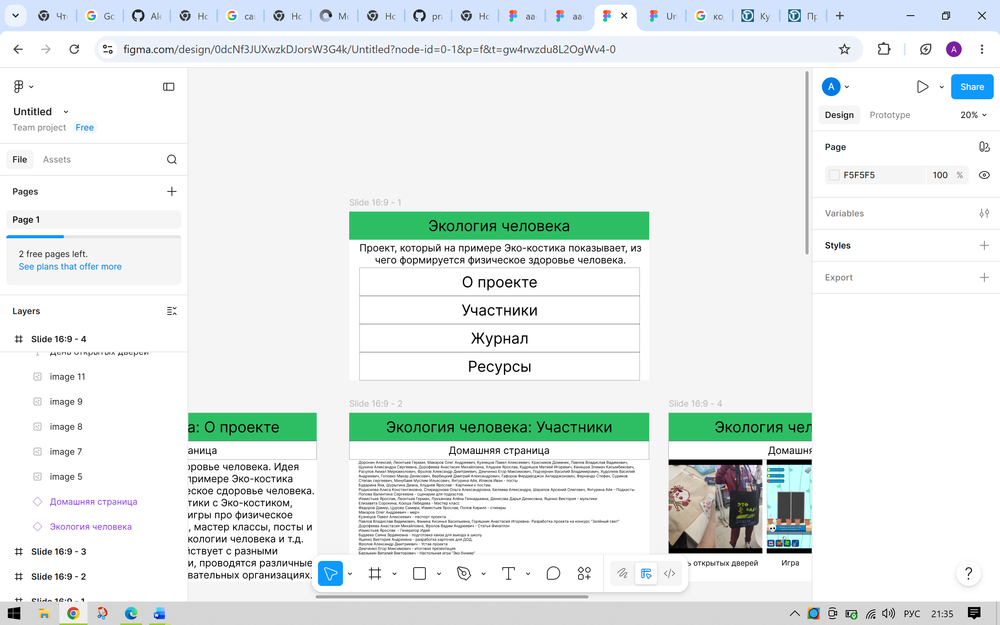 Чт
Go
Ale
Но
сай
Но
Мо
Но
pra
Но
aa
aa
Un
ко
Ку
Пр
figma.com/design/0dcNf3JUXwzkDJorsW3G4k/Untitled?node-id=0-1&p=f&t=gw4rwzdu8L2OgWv4-0
A
Untitled
Team project Free
File Assets
Pages
Page 1
2 free pages left.
See plans that offer more
Layers
Slide 16:9 - 4
День открытых дверей
image 11
image 9
image 8
image 7
image 5
Домашняя страница
Экология человека
Slide 16:9 - 3
Slide 16:9 - 2
Slide 16:9 - 1
Slide 16:9 - 1
Экология человека
Проект, который на примере Эко-костика показывает, из
чего формируется физическое здоровье человека.
О проекте
Участники
Журнал
Ресурсы
а: О проекте
аница
ровье человека. Идея
примере Эко-костика
еское сдоровье человека.
тики с Эко-костиком,
игры про физическое
, мастер классы, посты и
кологии человека и т.д.
йствует с разными
и, проводятся различные
вательных организациях.
Slide 16:9 - 2
Экология человека: Участники
Домашняя страница
Доронин Алексей, Леонтьев Герман, Макаров Олег Андреевич, Кузнецов Павел Алексеевич, Красников Доминик, Павлов Владислав Вадимович,
Щукина Александра Сергеевна, Дорофеева Анастасия Михайловна, Хлуднев Ярослав, Кудряшов Матвей Игоревич, Кенешов Эламан Касымбекович,
Расулов Акмал Миркамолович, Фролов Александр Дмитриевич, Демченко Егор Максимович, Подчернин Василий Владимирович, Худолеев Василий
Андреевич, Головко Макар Денисович, Вербицкий Дмитрий Александрович, Гафоров Фирдавсджон Акпарджонович, Фернандо Стефан, Суриков
Степан сергеевич, Минубаев Муслим Ильясович, Янтурина Айя, Иляков Иван - посты
Бударина Яна, Шурыгина Диана, Хлуднев Ярослав - Картинки к постам.
Родионова Алиса Константиновна, Спиридонова Ольга Александровна, Беляева Александра, Шарапов Арсений Олегович, Янтурина Айя - Подкасты
Попова Валентина Сергеевна - сценарии для подкастов.
Изместьев Ярослав, Леонтьев Герман, Лукъянова Алёна Геннадьевна, Денисова Дарья Денисовна, Яценко Виктория - мультики
Елизавета Сорокина, Ксюша Лебедева - Мастер класс
Федоров Дамир, Цурова Самира, Изместьев Ярослав, Попов Кирилл - стикеры
Макаров Олег Андреевич - мерч
Кузнецов Павел Алексеевич - паспорт проекта
Павлов Владислав Вадимович, Фанина Аксинья Васильевна, Горяшник Анастасия Игоревна- Разработка проекта на конкурс “Зелёный свет”
Дорофеева Анастасия Михайловна, Фролов Вадим Андреевич - Статья Финатлон
Изместьев Ярослав - Генератор Идей
Будаева Саяна Эрдемовна - подготовка квиза для выезда в школу
Яценко Виктория Андреевна - разработка карточек для ДОД.
Фролов Александр Дмитриевич - Устав проекта
Демченко Егор Максимович - итоговая презентация
Барзыкин Виталий Викторович - Настольная игра “Эко бункер”
Slide 16:9 - 4
Экология чел
Домашня
ЭТО
НАДО
ЗАЩИ-
ЩАТЬ!
ь открытых дверей
Игра
A
Share
Design Prototype 20%
Page
F5F5F5 100 %
Variables
Styles
Export
?
W
РУС 21:35